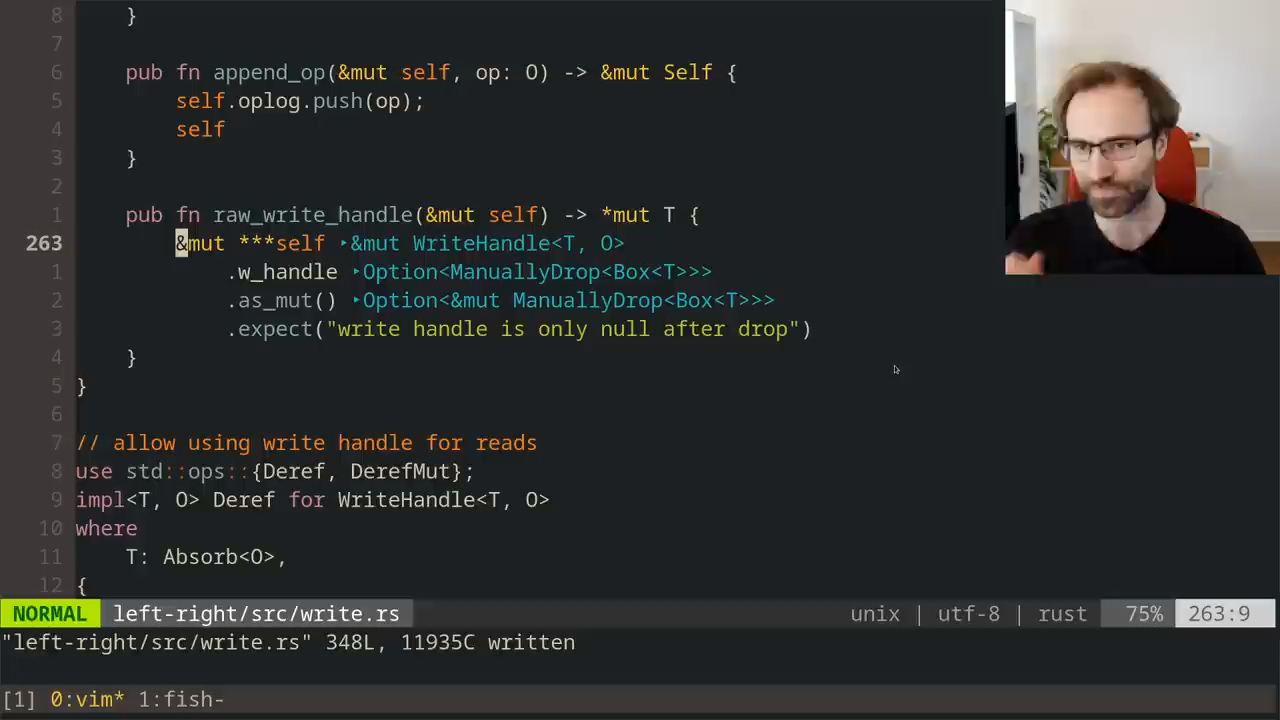 8 }
7
6 pub fn append_op(&mut self, op: O) -> &mut Self {
5 self.oplog.push(op);
4 self
3 }
2
1 pub fn raw_write_handle(&mut self) -> *mut T {
263 &mut ***self ‣&mut WriteHandle<T, O>
1 .w_handle ‣Option<ManuallyDrop<Box<T>>>
2 .as_mut() ‣Option<&mut ManuallyDrop<Box<T>>>
3 .expect("write handle is only null after drop")
4 }
5 }
6
7 // allow using write handle for reads
8 use std::ops::{Deref, DerefMut};
9 impl<T, O> Deref for WriteHandle<T, O>
10 where
11 T: Absorb<O>,
12 {
NORMAL left-right/src/write.rs unix | utf-8 | rust 75% 263:9
"left-right/src/write.rs" 348L, 11935C written
[1] 0:vim* 1:fish-